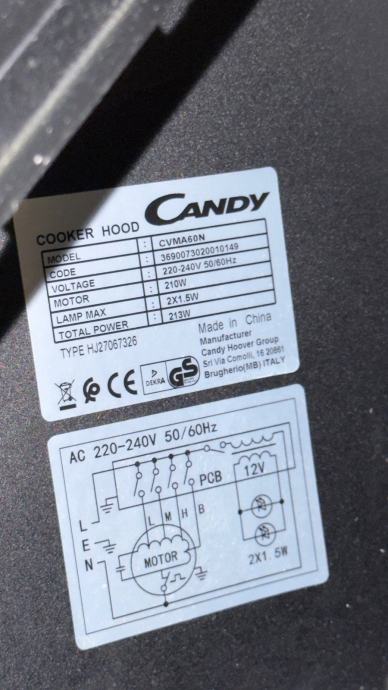 CANDY
COOKER HOOD
MODEL : CVMA60N
CODE : 3690073020010149
VOLTAGE : 220-240V 50/60Hz
MOTOR : 210W
LAMP MAX : 2X1.5W
TOTAL POWER : 213W
TYPE HJ27067326
Made in China
Manufacturer
Candy Hoover Group
Srl Via Comolli, 16 20861
Brugherio(MB) ITALY
CE
DEKRA
GS
AC 220-240V 50/60Hz
PCB
12V
L
E
N
L M H B
MOTOR
2X1.5W